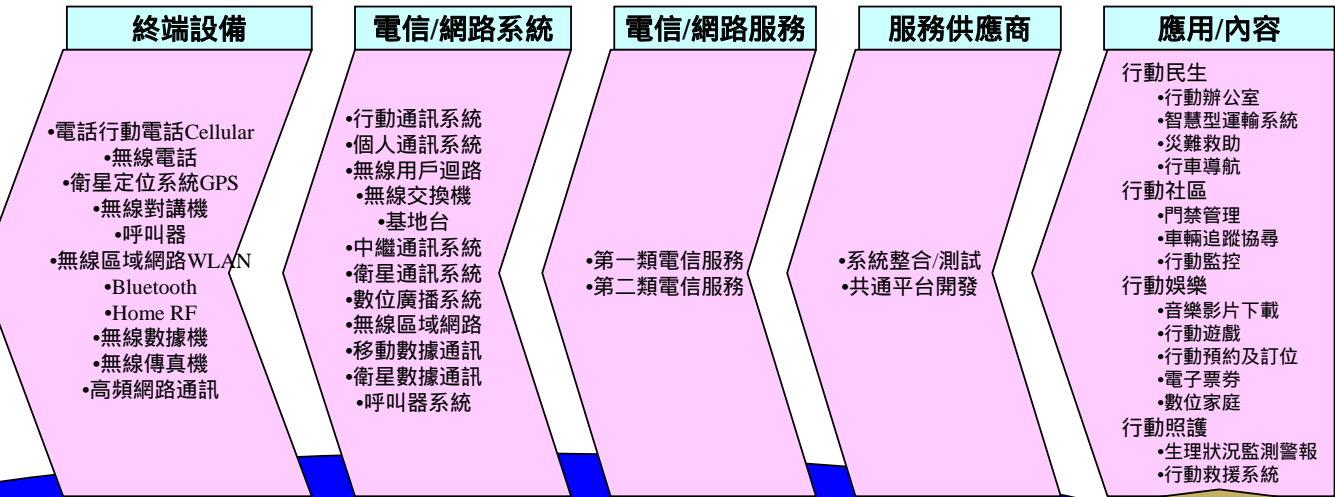 終端設備
•電話行動電話Cellular
•無線電話
•衛星定位系統GPS
•無線對講機
•呼叫器
•無線區域網路WLAN
•Bluetooth
•Home RF
•無線數據機
•無線傳真機
•高頻網路通訊
電信/網路系統
•行動通訊系統
•個人通訊系統
•無線用戶迴路
•無線交換機
•基地台
•中繼通訊系統
•衛星通訊系統
•數位廣播系統
•無線區域網路
•移動數據通訊
•衛星數據通訊
•呼叫器系統
電信/網路服務
•第一類電信服務
•第二類電信服務
服務供應商
•系統整合/測試
•共通平台開發
應用/內容
行動民生
•行動辦公室
•智慧型運輸系統
•災難救助
•行車導航
行動社區
•門禁管理
•車輛追蹤協尋
•行動監控
行動娛樂
•音樂影片下載
•行動遊戲
•行動預約及訂位
•電子票券
•數位家庭
行動照護
•生理狀況監測警報
•行動救援系統